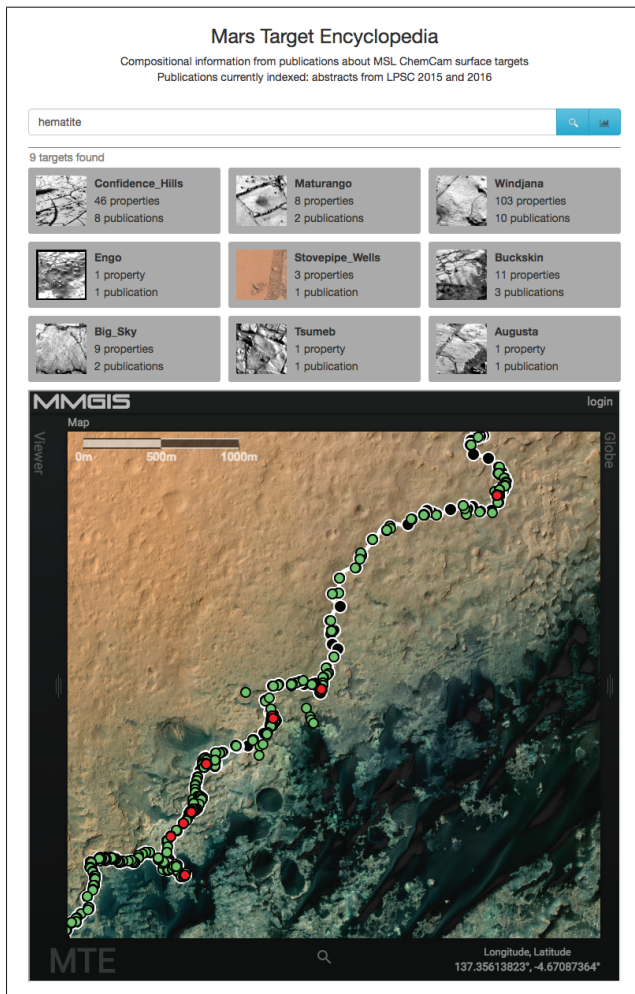 Mars Target Encyclopedia
Compositional information from publications about MSL ChemCam surface targets
Publications currently indexed: abstracts from LPSC 2015 and 2016
hematite
9 targets found
Confidence_Hills
46 properties
8 publications
Maturango
8 properties
2 publications
Windjana
103 properties
10 publications
Engo
1 property
1 publication
Stovepipe_Wells
3 properties
1 publication
Buckskin
11 properties
3 publications
Big_Sky
9 properties
2 publications
Tsumeb
1 property
1 publication
Augusta
1 property
1 publication
MMGIS
login
Map
Viewer
Globe
0m 500m 1000m
MTE
Longitude, Latitude
137.35613823°, -4.67087364°